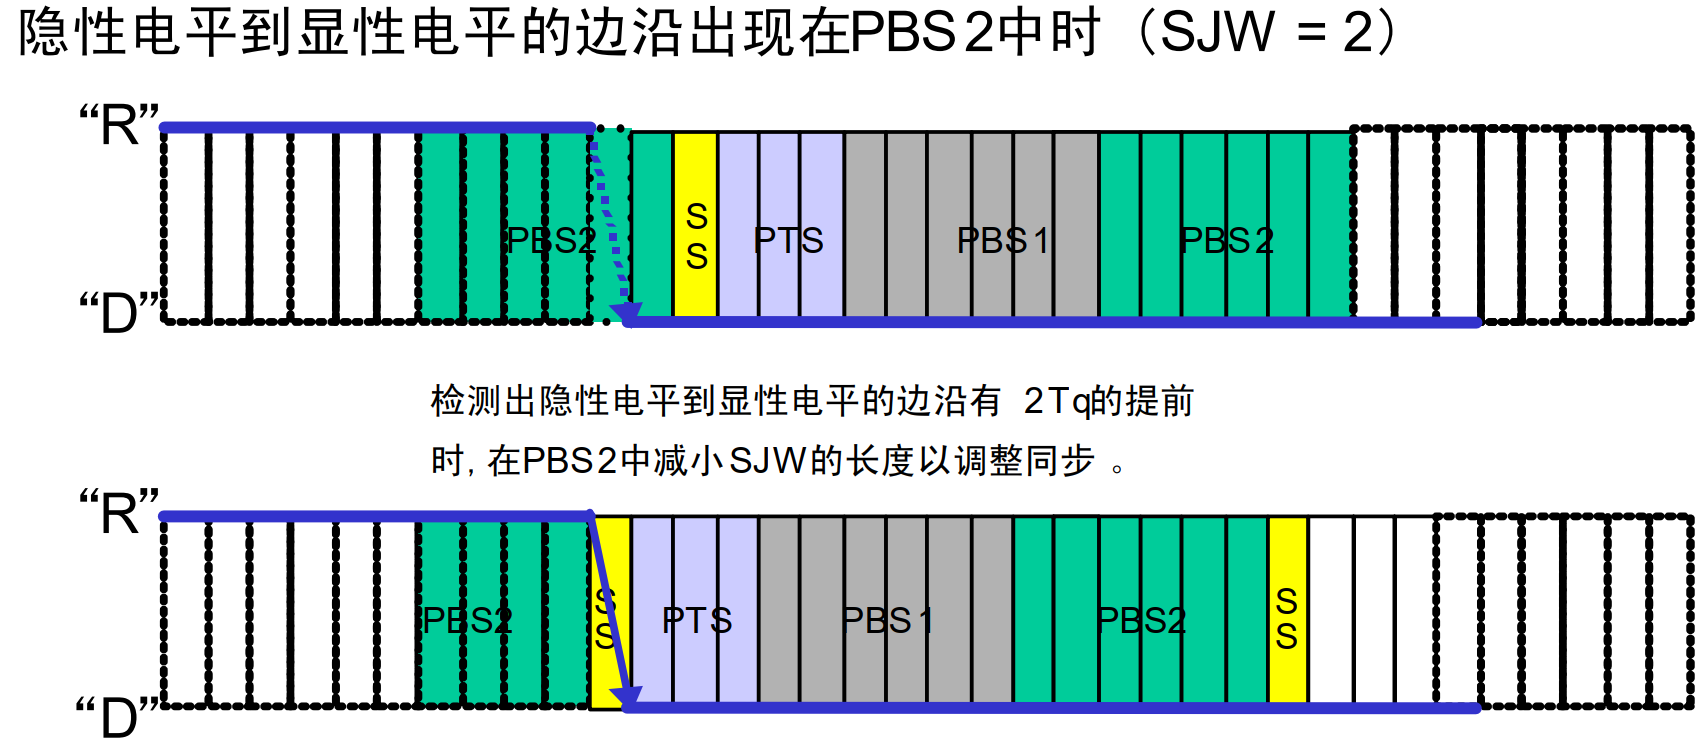 隐性电平到显性电平的边沿出现在PBS2中时（SJW = 2）
“R”
PBS2
S
S
PTS
PBS1
PBS2
“D”
检测出隐性电平到显性电平的边沿有 2Tq的提前
时, 在PBS2中减小SJW的长度以调整同步 。
“R”
PBS2
S
S
PTS
PBS1
PBS2
S
S
“D”